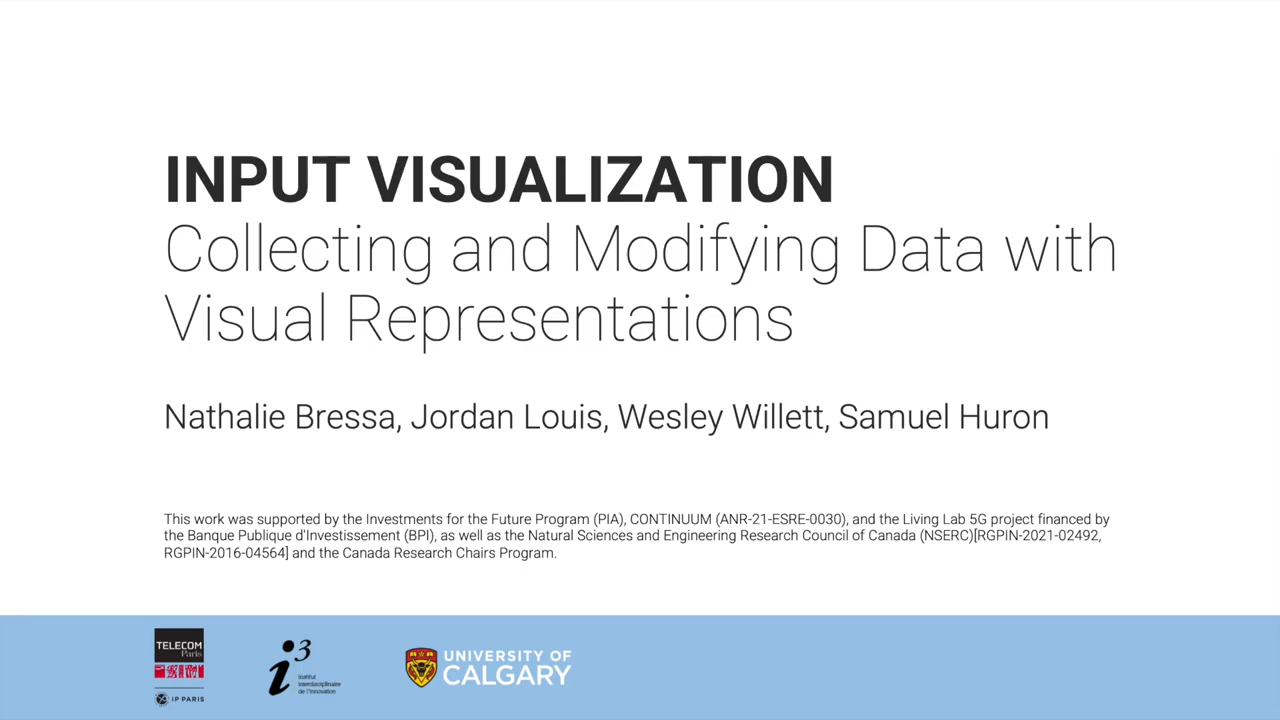 INPUT VISUALIZATION
Collecting and Modifying Data with
Visual Representations
Nathalie Bressa, Jordan Louis, Wesley Willett, Samuel Huron
This work was supported by the Investments for the Future Program (PIA), CONTINUUM (ANR-21-ESRE-0030), and the Living Lab 5G project financed by
the Banque Publique d'Investissement (BPI), as well as the Natural Sciences and Engineering Research Council of Canada (NSERC)[RGPIN-2021-02492,
RGPIN-2016-04564] and the Canada Research Chairs Program.
TELECOM
Paris
IP PARIS
i3
institut
interdisciplinaire
de l'innovation
UNIVERSITY OF
CALGARY